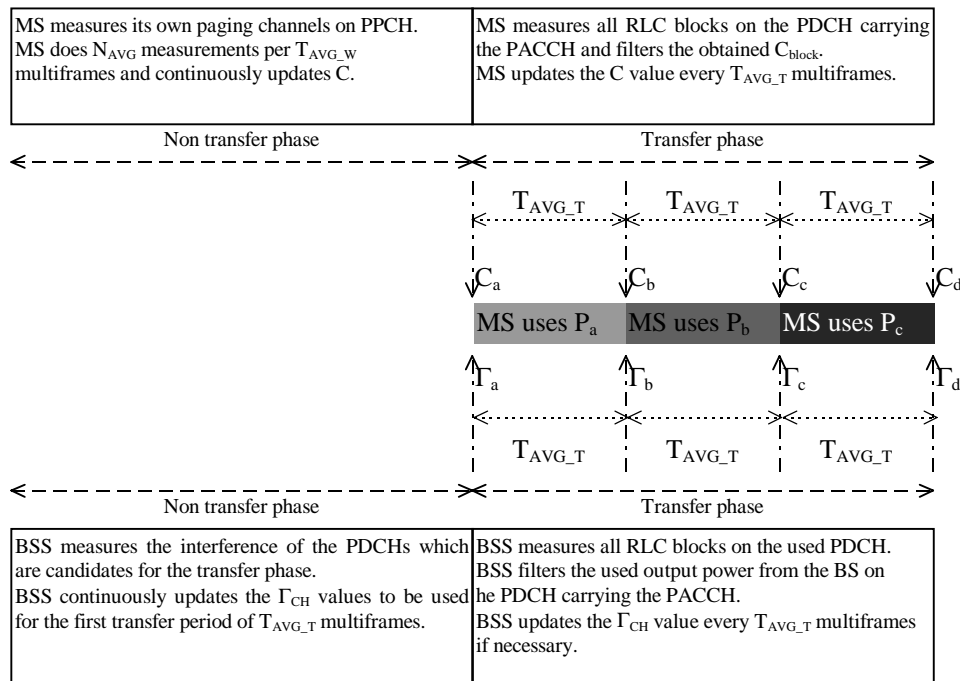 MS measures its own paging channels on PPCH.
MS does N_AVG measurements per T_AVG_W
multiframes and continuously updates C.
MS measures all RLC blocks on the PDCH carrying
the PACCH and filters the obtained C_block.
MS updates the C value every T_AVG_T multiframes.
Non transfer phase
Transfer phase
T_AVG_T
T_AVG_T
T_AVG_T
C_a
C_b
C_c
C_d
MS uses P_a
MS uses P_b
MS uses P_c
Γ_a
Γ_b
Γ_c
Γ_d
T_AVG_T
T_AVG_T
T_AVG_T
Non transfer phase
Transfer phase
BSS measures the interference of the PDCHs which
are candidates for the transfer phase.
BSS continuously updates the Γ_CH values to be used
for the first transfer period of T_AVG_T multiframes.
BSS measures all RLC blocks on the used PDCH.
BSS filters the used output power from the BS on
he PDCH carrying the PACCH.
BSS updates the Γ_CH value every T_AVG_T multiframes
if necessary.